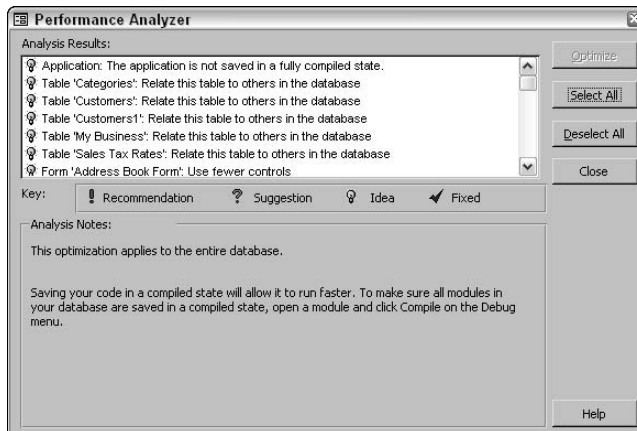 Performance Analyzer
Analysis Results:
Application: The application is not saved in a fully compiled state.
Table 'Categories': Relate this table to others in the database
Table 'Customers': Relate this table to others in the database
Table 'Customers1': Relate this table to others in the database
Table 'My Business': Relate this table to others in the database
Table 'Sales Tax Rates': Relate this table to others in the database
Form 'Address Book Form': Use fewer controls
Optimize
Select All
Deselect All
Close
Key: Recommendation Suggestion Idea Fixed
Analysis Notes:
This optimization applies to the entire database.
Saving your code in a compiled state will allow it to run faster. To make sure all modules in
your database are saved in a compiled state, open a module and click Compile on the Debug
menu.
Help